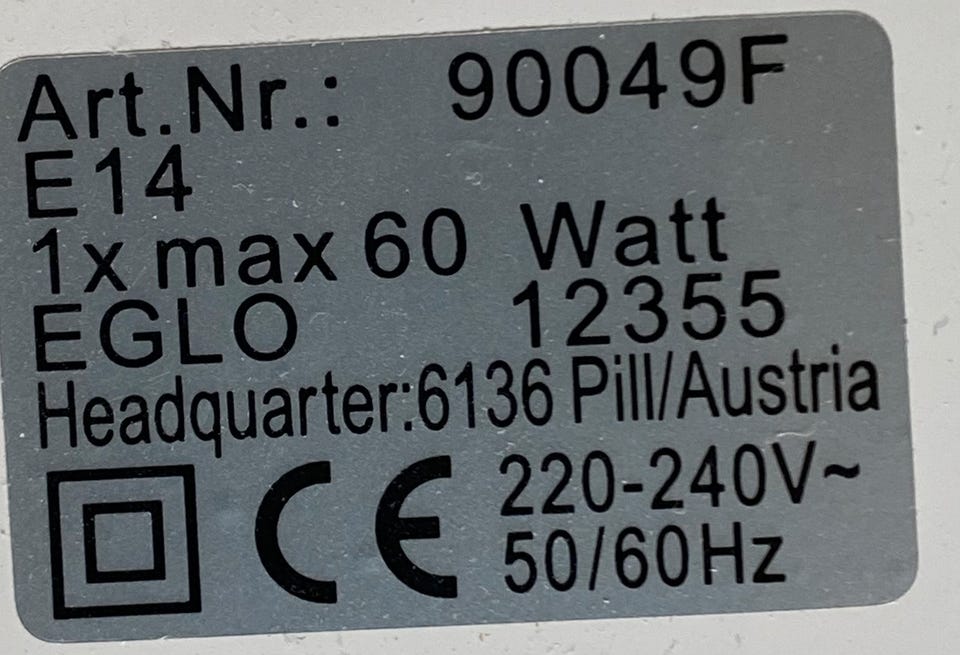 Art.Nr.: 90049F
E14
1x max 60 Watt
EGLO 12355
Headquarter:6136 Pill/Austria
CE 220-240V~
50/60Hz